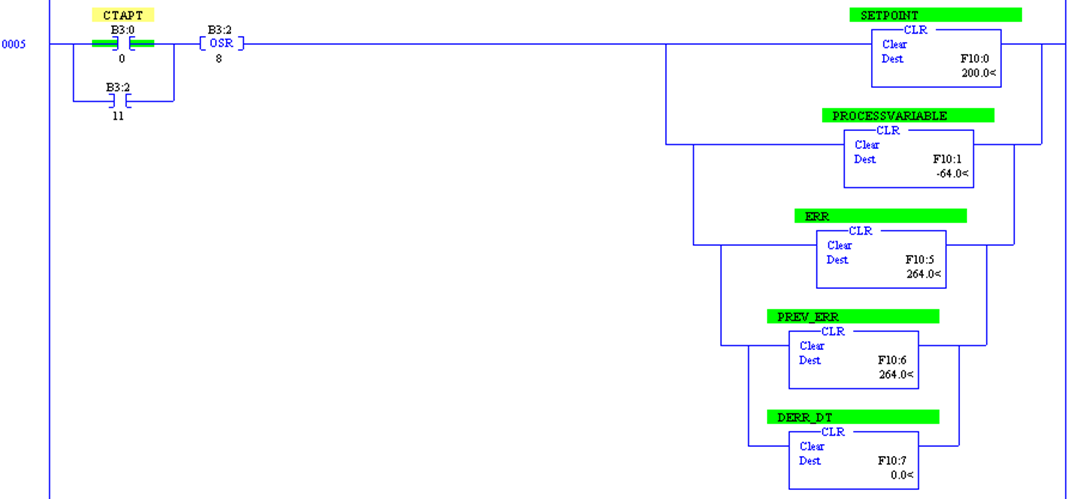 CTAPT
B3:0
0
B3:2
11
B3:2
OSR
8
0005
SETPOINT
CLR
Clear
Dest F10:0
200.0<
PROCESSVARIABLE
CLR
Clear
Dest F10:1
-64.0<
ERR
CLR
Clear
Dest F10:5
264.0<
PREV_ERR
CLR
Clear
Dest F10:6
264.0<
DERR_DT
CLR
Clear
Dest F10:7
0.0<